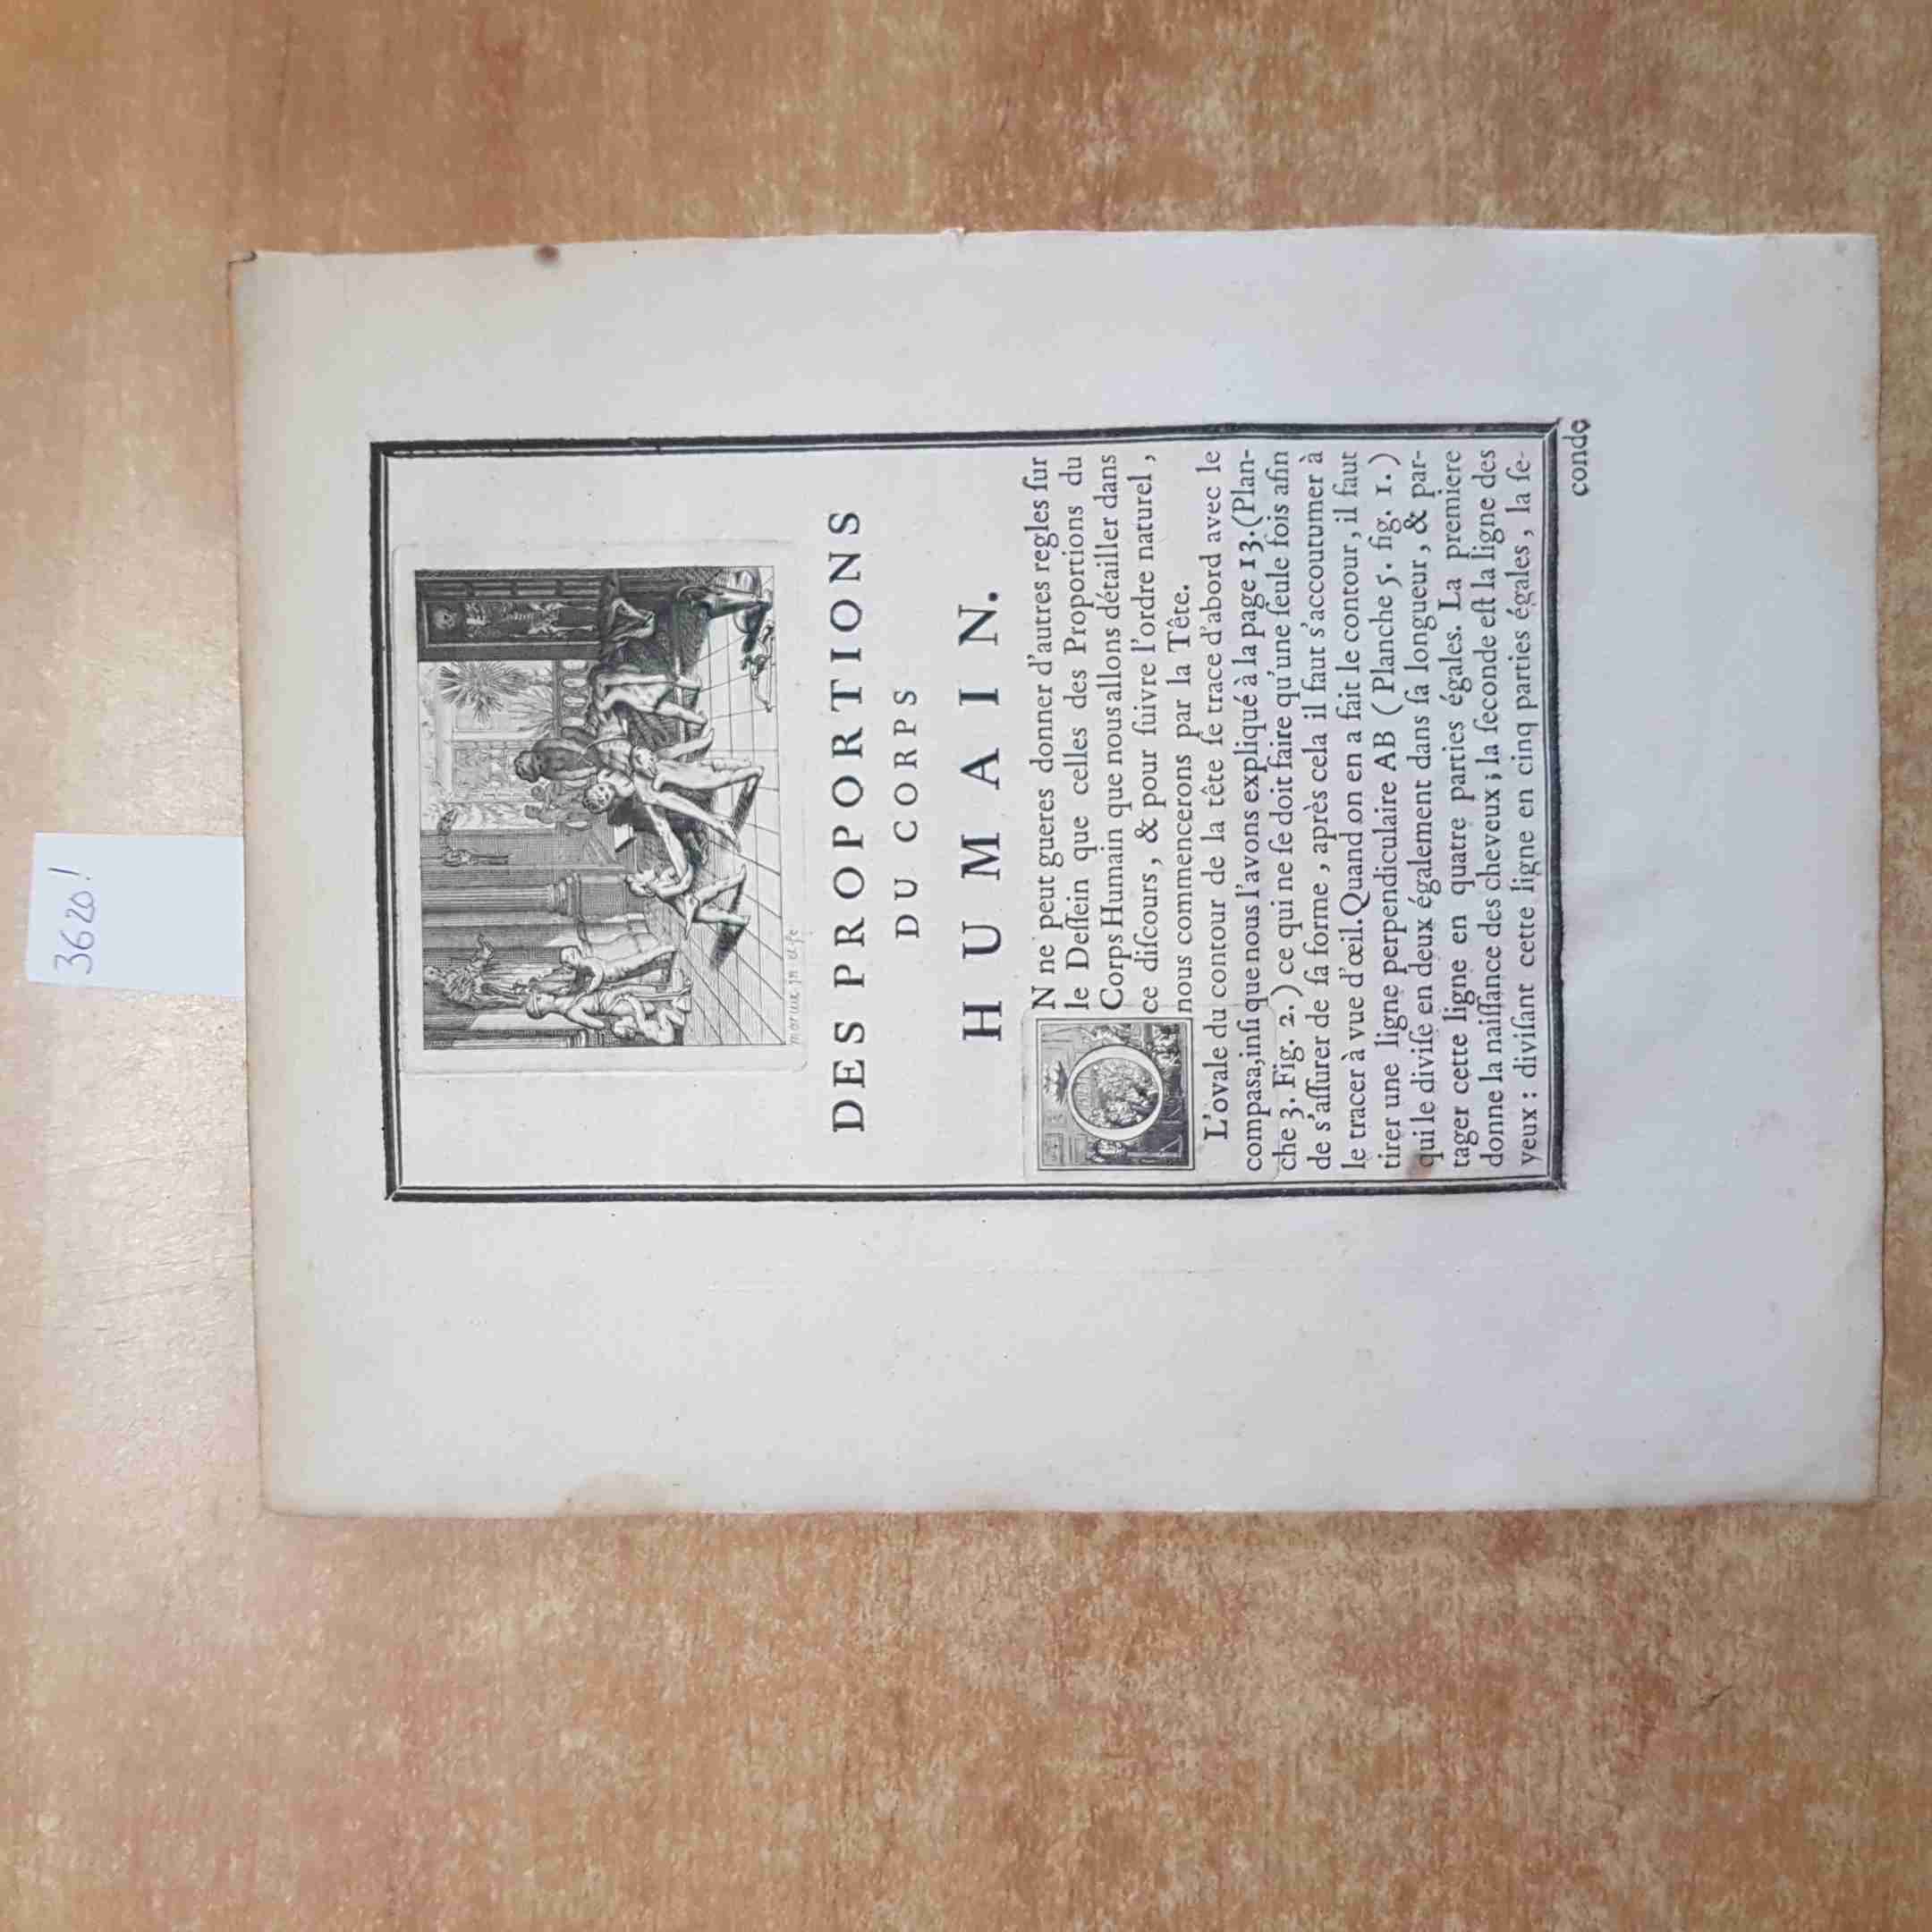 3620!
DES PROPORTIONS
DU CORPS
HUMAIN.
ON ne peut gueres donner d'autres regles ſur
le Deſſein que celles des Proportions du
Corps Humain que nous allons détailler dans
ce diſcours, & pour ſuivre l'ordre naturel,
nous commencerons par la Tête.
L'ovale du contour de la tête ſe trace d'abord avec le
compasa,inſi que nous l'avons expliqué à la page 13.(Plan-
che 3. Fig. 2.) ce qui ne ſe doit faire qu'une ſeule fois afin
de s'aſſurer de ſa forme, après cela il faut s'accoutumer à
le tracer à vue d'œil.Quand on en a fait le contour, il faut
tirer une ligne perpendiculaire AB (Planche 5. fig. 1.)
qui le diviſe en deux également dans ſa longueur, & par-
tager cette ligne en quatre parties égales. La premiere
donne la naiſſance des cheveux; la ſeconde eſt la ligne des
yeux: diviſant cette ligne en cinq parties égales, la ſe-
conde